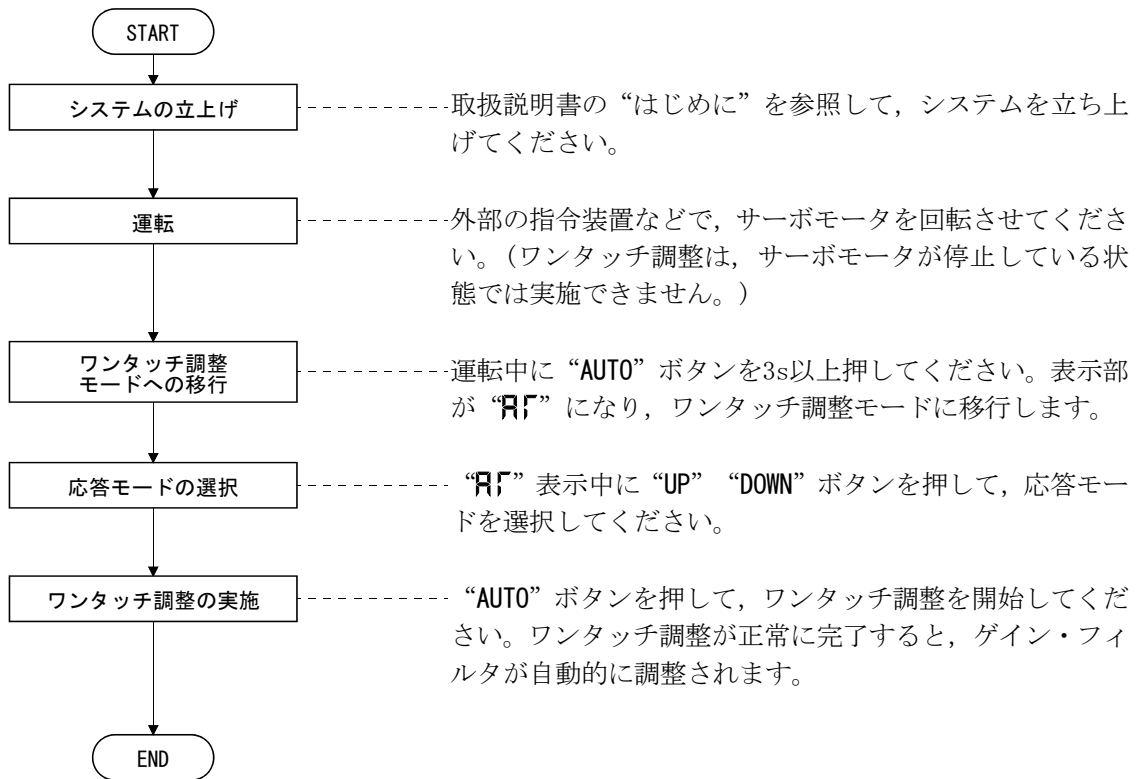 START
システムの立上げ
取扱説明書の“はじめに”を参照して，システムを立ち上
げてください。
運転
外部の指令装置などで，サーボモータを回転させてくださ
い。(ワンタッチ調整は，サーボモータが停止している状
態では実施できません。)
ワンタッチ調整
モードへの移行
運転中に“AUTO”ボタンを3s以上押してください。表示部
が“AΓ”になり，ワンタッチ調整モードに移行します。
応答モードの選択
“AΓ”表示中に“UP”“DOWN”ボタンを押して，応答モー
ドを選択してください。
ワンタッチ調整の実施
“AUTO”ボタンを押して，ワンタッチ調整を開始してくだ
さい。ワンタッチ調整が正常に完了すると，ゲイン・フィ
ルタが自動的に調整されます。
END